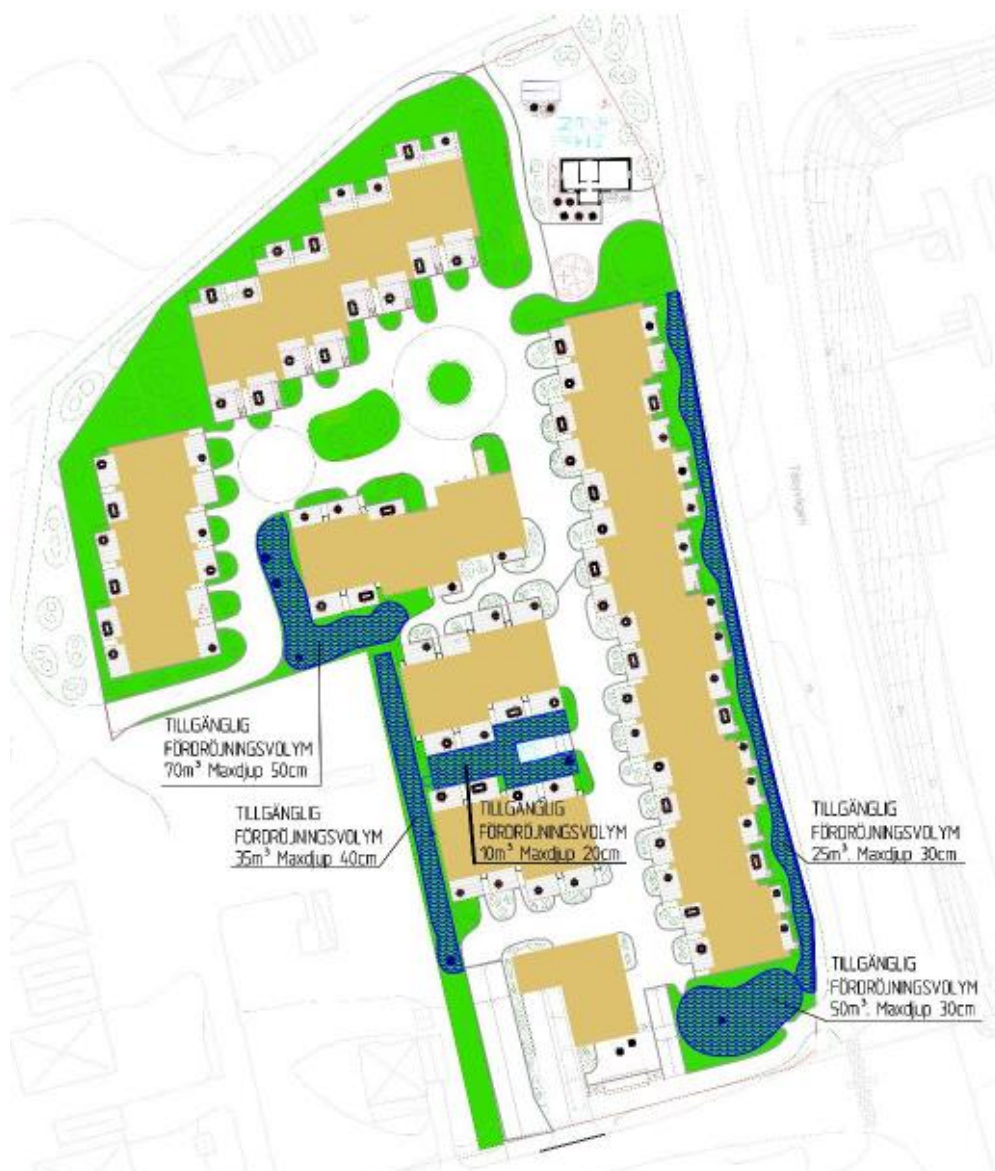 TILLGÄNGLIG
FÖRDRÖJNINGSVOLYM
70m³ Maxdjup 50cm
TILLGÄNGLIG
FÖRDRÖJNINGSVOLYM
35m³ Maxdjup 40cm
TILLGÄNGLIG
FÖRDRÖJNINGSVOLYM
10m³ Maxdjup 20cm
TILLGÄNGLIG
FÖRDRÖJNINGSVOLYM
25m³. Maxdjup 30cm
TILLGÄNGLIG
FÖRDRÖJNINGSVOLYM
50m³. Maxdjup 30cm